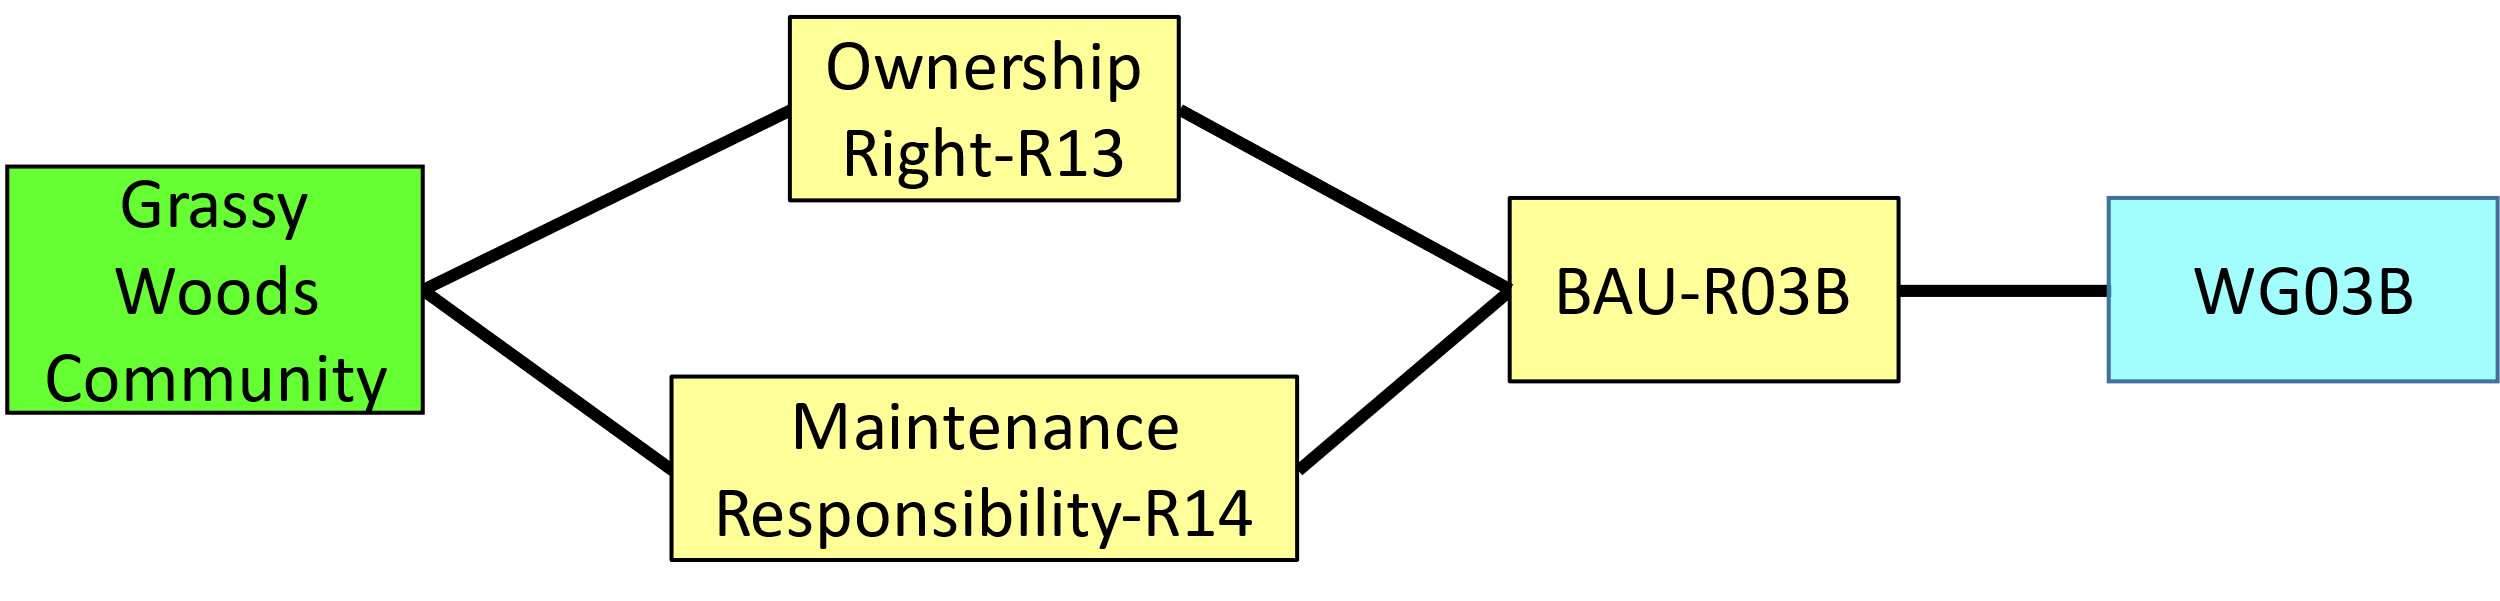 Grassy
Woods
Community
Ownership
Right-R13
Maintenance
Responsibility-R14
BAU-R03B
WG03B